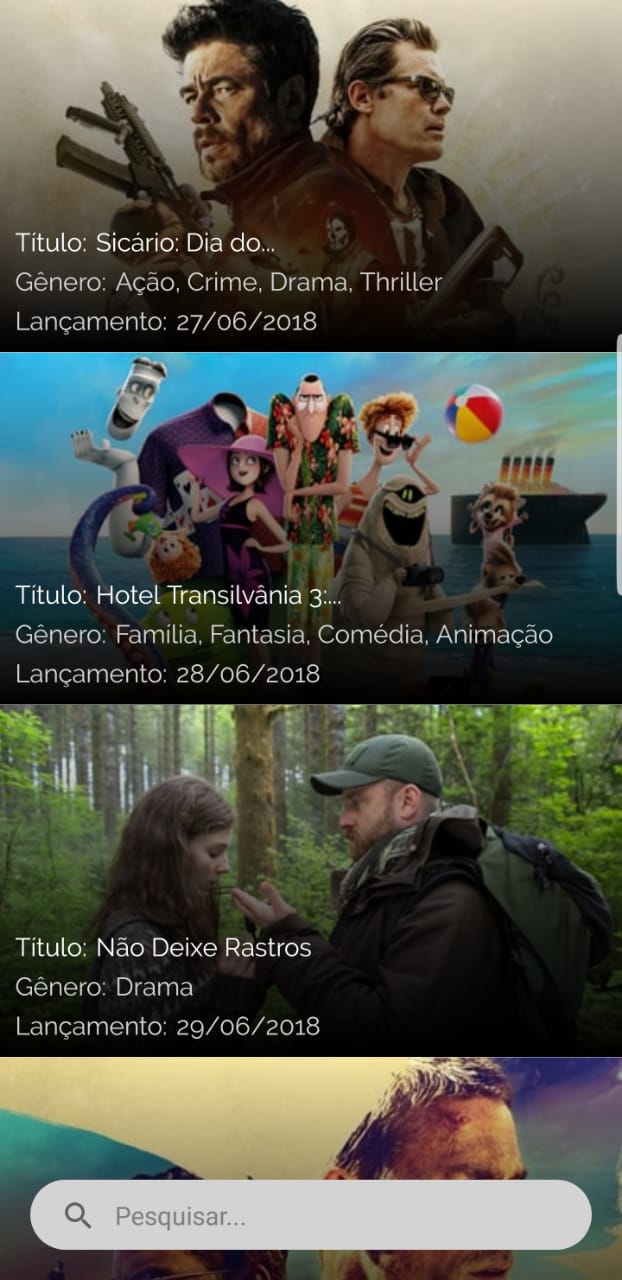 Título: Sicário: Dia do...
Gênero: Ação, Crime, Drama, Thriller
Lançamento: 27/06/2018
Título: Hotel Transilvânia 3:...
Gênero: Família, Fantasia, Comédia, Animação
Lançamento: 28/06/2018
Título: Não Deixe Rastros
Gênero: Drama
Lançamento: 29/06/2018
Pesquisar...